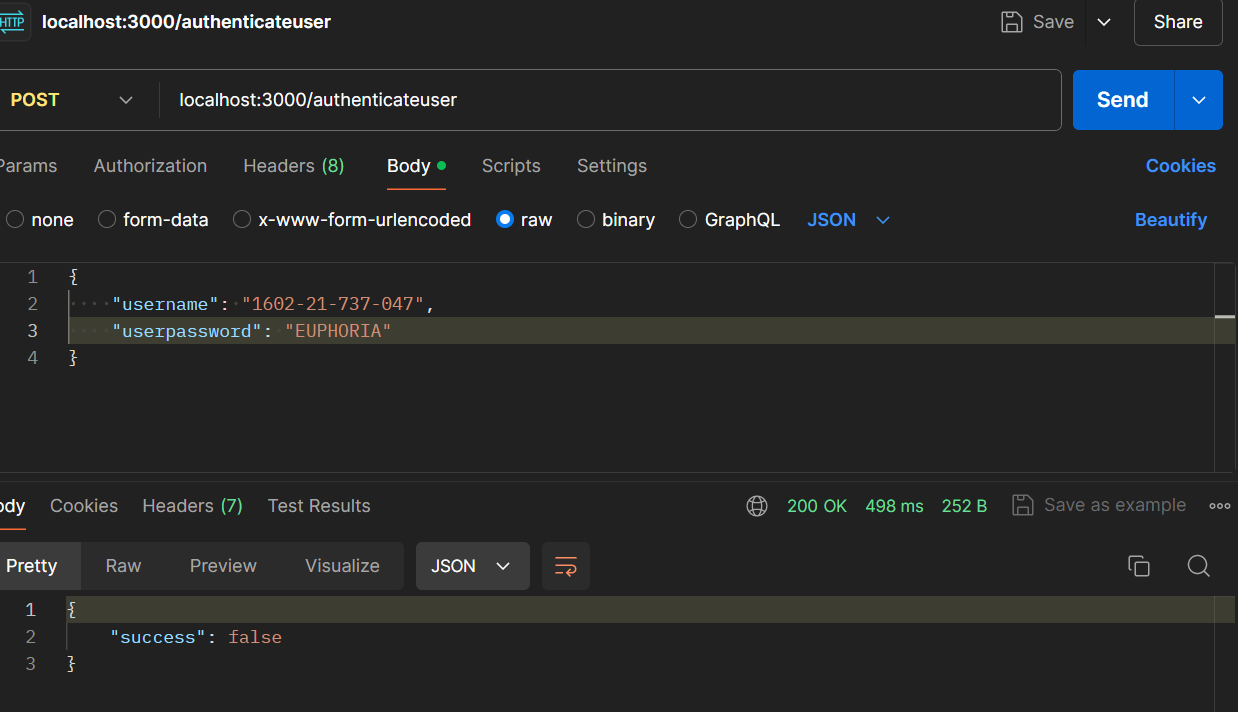 HTTP localhost:3000/authenticateuser Save Share
POST localhost:3000/authenticateuser Send
Params Authorization Headers (8) Body Scripts Settings Cookies
none form-data x-www-form-urlencoded raw binary GraphQL JSON Beautify
1 {
2 ····"username":·"1602-21-737-047",
3 ····"userpassword":·"EUPHORIA"
4 }
ody Cookies Headers (7) Test Results 200 OK 498 ms 252 B Save as example
Pretty Raw Preview Visualize JSON
1 {
2 "success": false
3 }